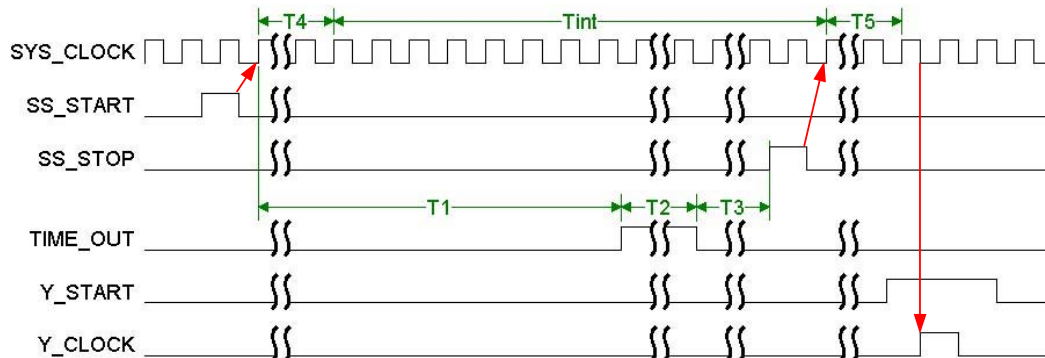 T4 Tint T5
SYS_CLOCK
SS_START
SS_STOP
T1 T2 T3
TIME_OUT
Y_START
Y_CLOCK